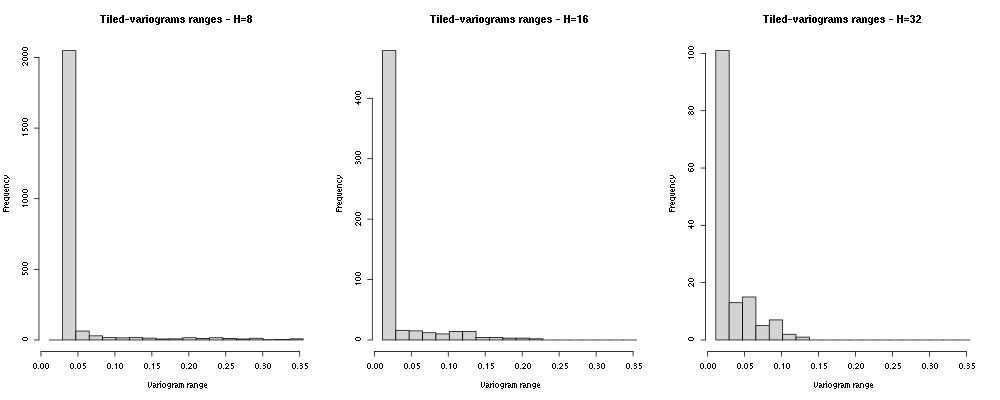 Tiled-variograms ranges - H=8
Frequency
2000
1500
1000
500
0
0.00 0.05 0.10 0.15 0.20 0.25 0.30 0.35
Variogram range
Tiled-variograms ranges - H=16
Frequency
400
300
200
100
0
0.00 0.05 0.10 0.15 0.20 0.25 0.30 0.35
Variogram range
Tiled-variograms ranges - H=32
Frequency
100
80
60
40
20
0
0.00 0.05 0.10 0.15 0.20 0.25 0.30 0.35
Variogram range